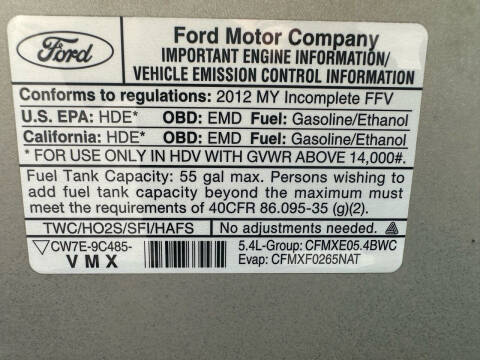 Ford
Ford Motor Company
IMPORTANT ENGINE INFORMATION/
VEHICLE EMISSION CONTROL INFORMATION
Conforms to regulations: 2012 MY Incomplete FFV
U.S. EPA: HDE* OBD: EMD Fuel: Gasoline/Ethanol
California: HDE* OBD: EMD Fuel: Gasoline/Ethanol
*FOR USE ONLY IN HDV WITH GVWR ABOVE 14,000#.
Fuel Tank Capacity: 55 gal max. Persons wishing to
add fuel tank capacity beyond the maximum must
meet the requirements of 40CFR 86.095-35 (g)(2).
TWC/HO2S/SFI/HAFS No adjustments needed.
CW7E-9C485- 5.4L-Group: CFMXE05.4BWC
VMX Evap: CFMXF0265NAT